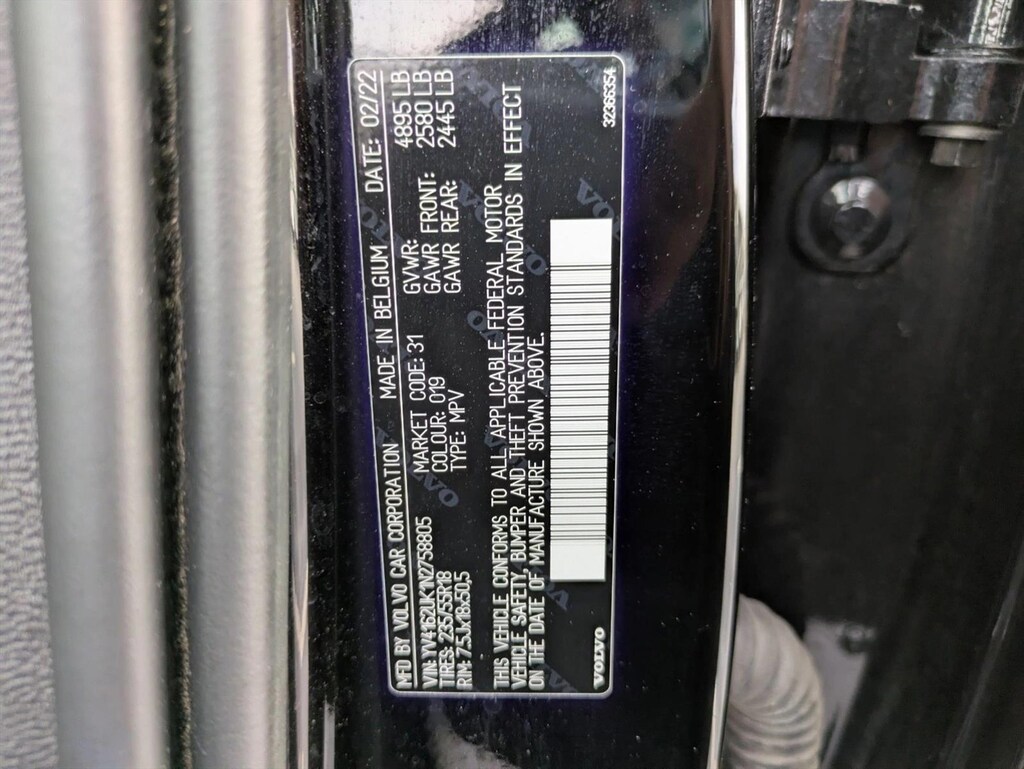 MFD BY VOLVO CAR CORPORATION MADE IN BELGIUM DATE: 02/22
VIN: YV4162UK1N2758805 MARKET CODE: 31 GVWR: 4895 LB
TIRES: 235/55R18 COLOUR: 019 GAWR FRONT: 2580 LB
RIM: 7.5Jx18x50,5 TYPE: MPV GAWR REAR: 2445 LB
THIS VEHICLE CONFORMS TO ALL APPLICABLE FEDERAL MOTOR
VEHICLE SAFETY, BUMPER AND THEFT PREVENTION STANDARDS IN EFFECT
ON THE DATE OF MANUFACTURE SHOWN ABOVE.
VOLVO 32366354